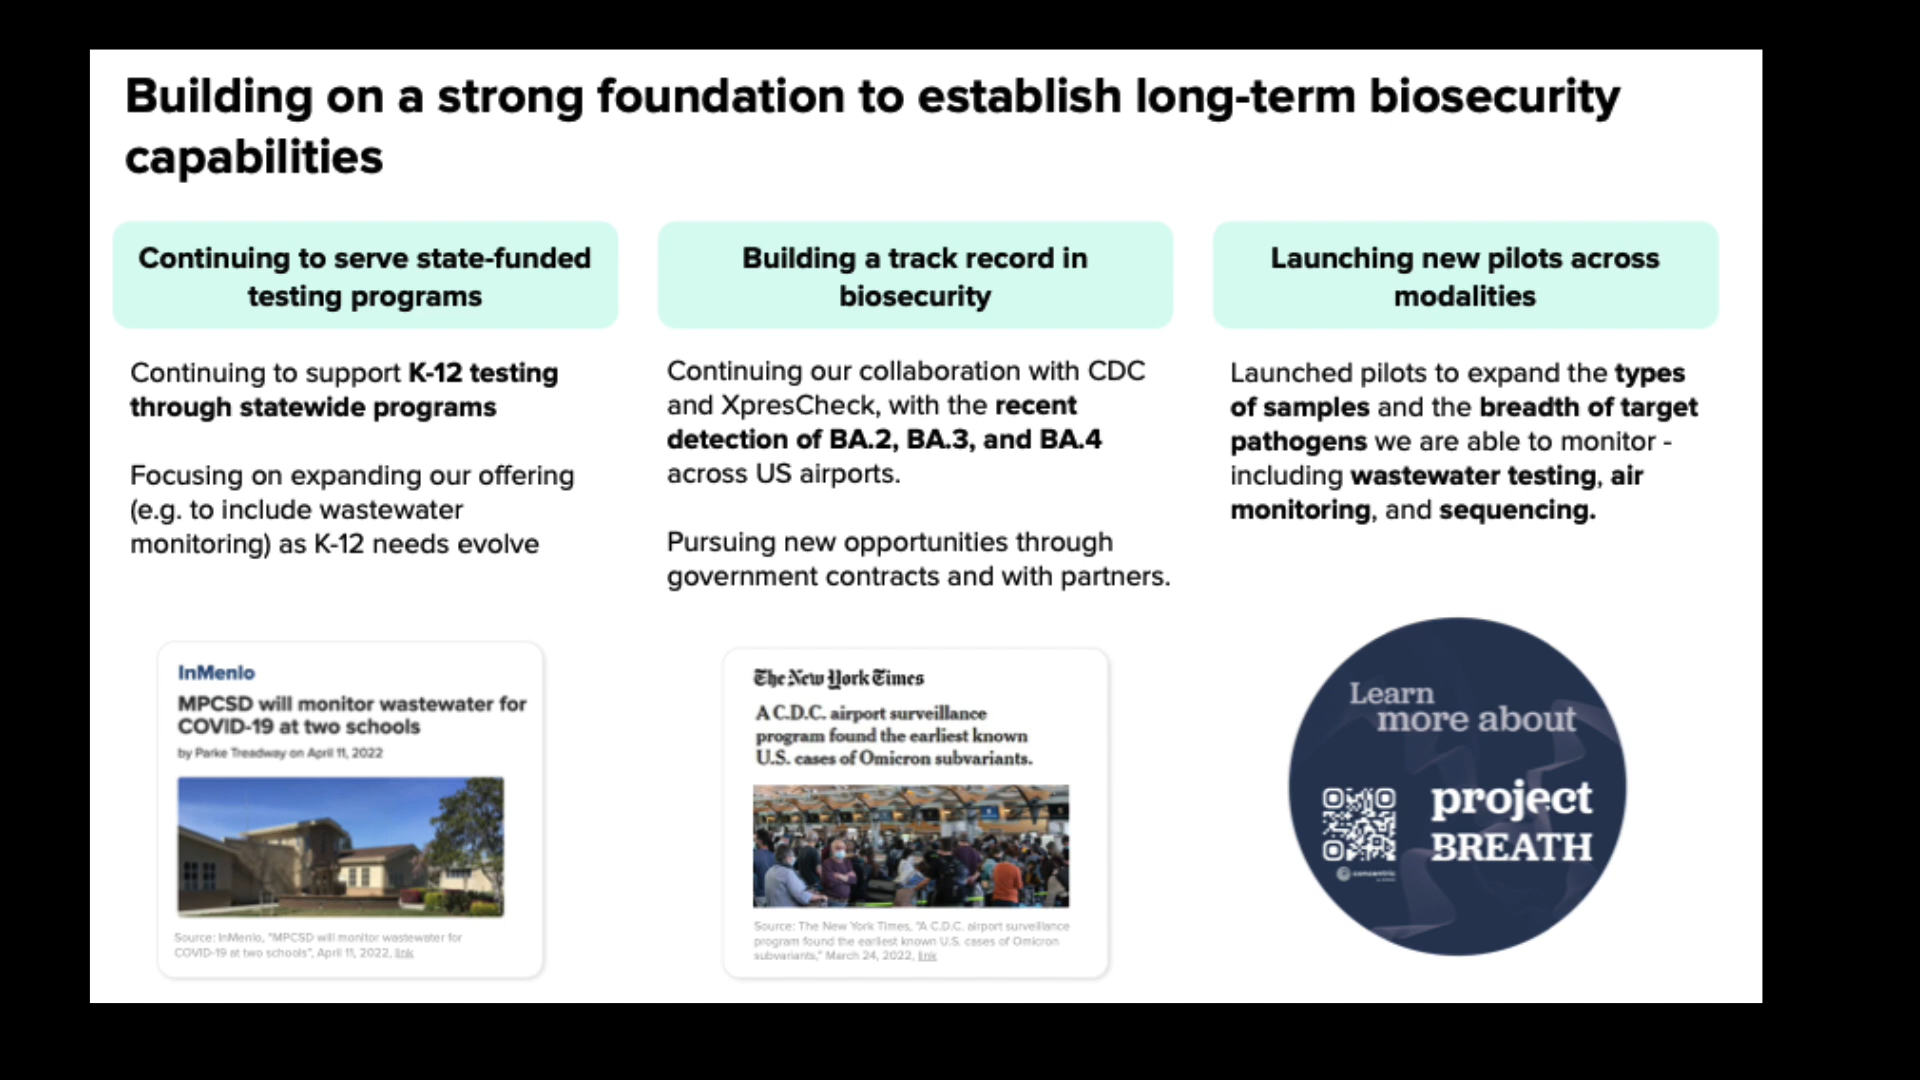 Building on a strong foundation to establish long-term biosecurity
capabilities
Continuing to serve state-funded
testing programs
Continuing to support K-12 testing
through statewide programs
Focusing on expanding our offering
(e.g. to include wastewater
monitoring) as K-12 needs evolve
InMenlo
MPCSD will monitor wastewater for
COVID-19 at two schools
by Parke Treadway on April 11, 2022
Source: InMenlo, "MPCSD will monitor wastewater for
COVID-19 at two schools", April 11, 2022, link
Building a track record in
biosecurity
Continuing our collaboration with CDC
and XpresCheck, with the recent
detection of BA.2, BA.3, and BA.4
across US airports.
Pursuing new opportunities through
government contracts and with partners.
The New York Times
A C.D.C. airport surveillance
program found the earliest known
U.S. cases of Omicron subvariants.
Source: The New York Times, "A C.D.C. airport surveillance
program found the earliest known U.S. cases of Omicron
subvariants," March 24, 2022, link
Launching new pilots across
modalities
Launched pilots to expand the types
of samples and the breadth of target
pathogens we are able to monitor -
including wastewater testing, air
monitoring, and sequencing.
Learn
more about
project
BREATH
concentric